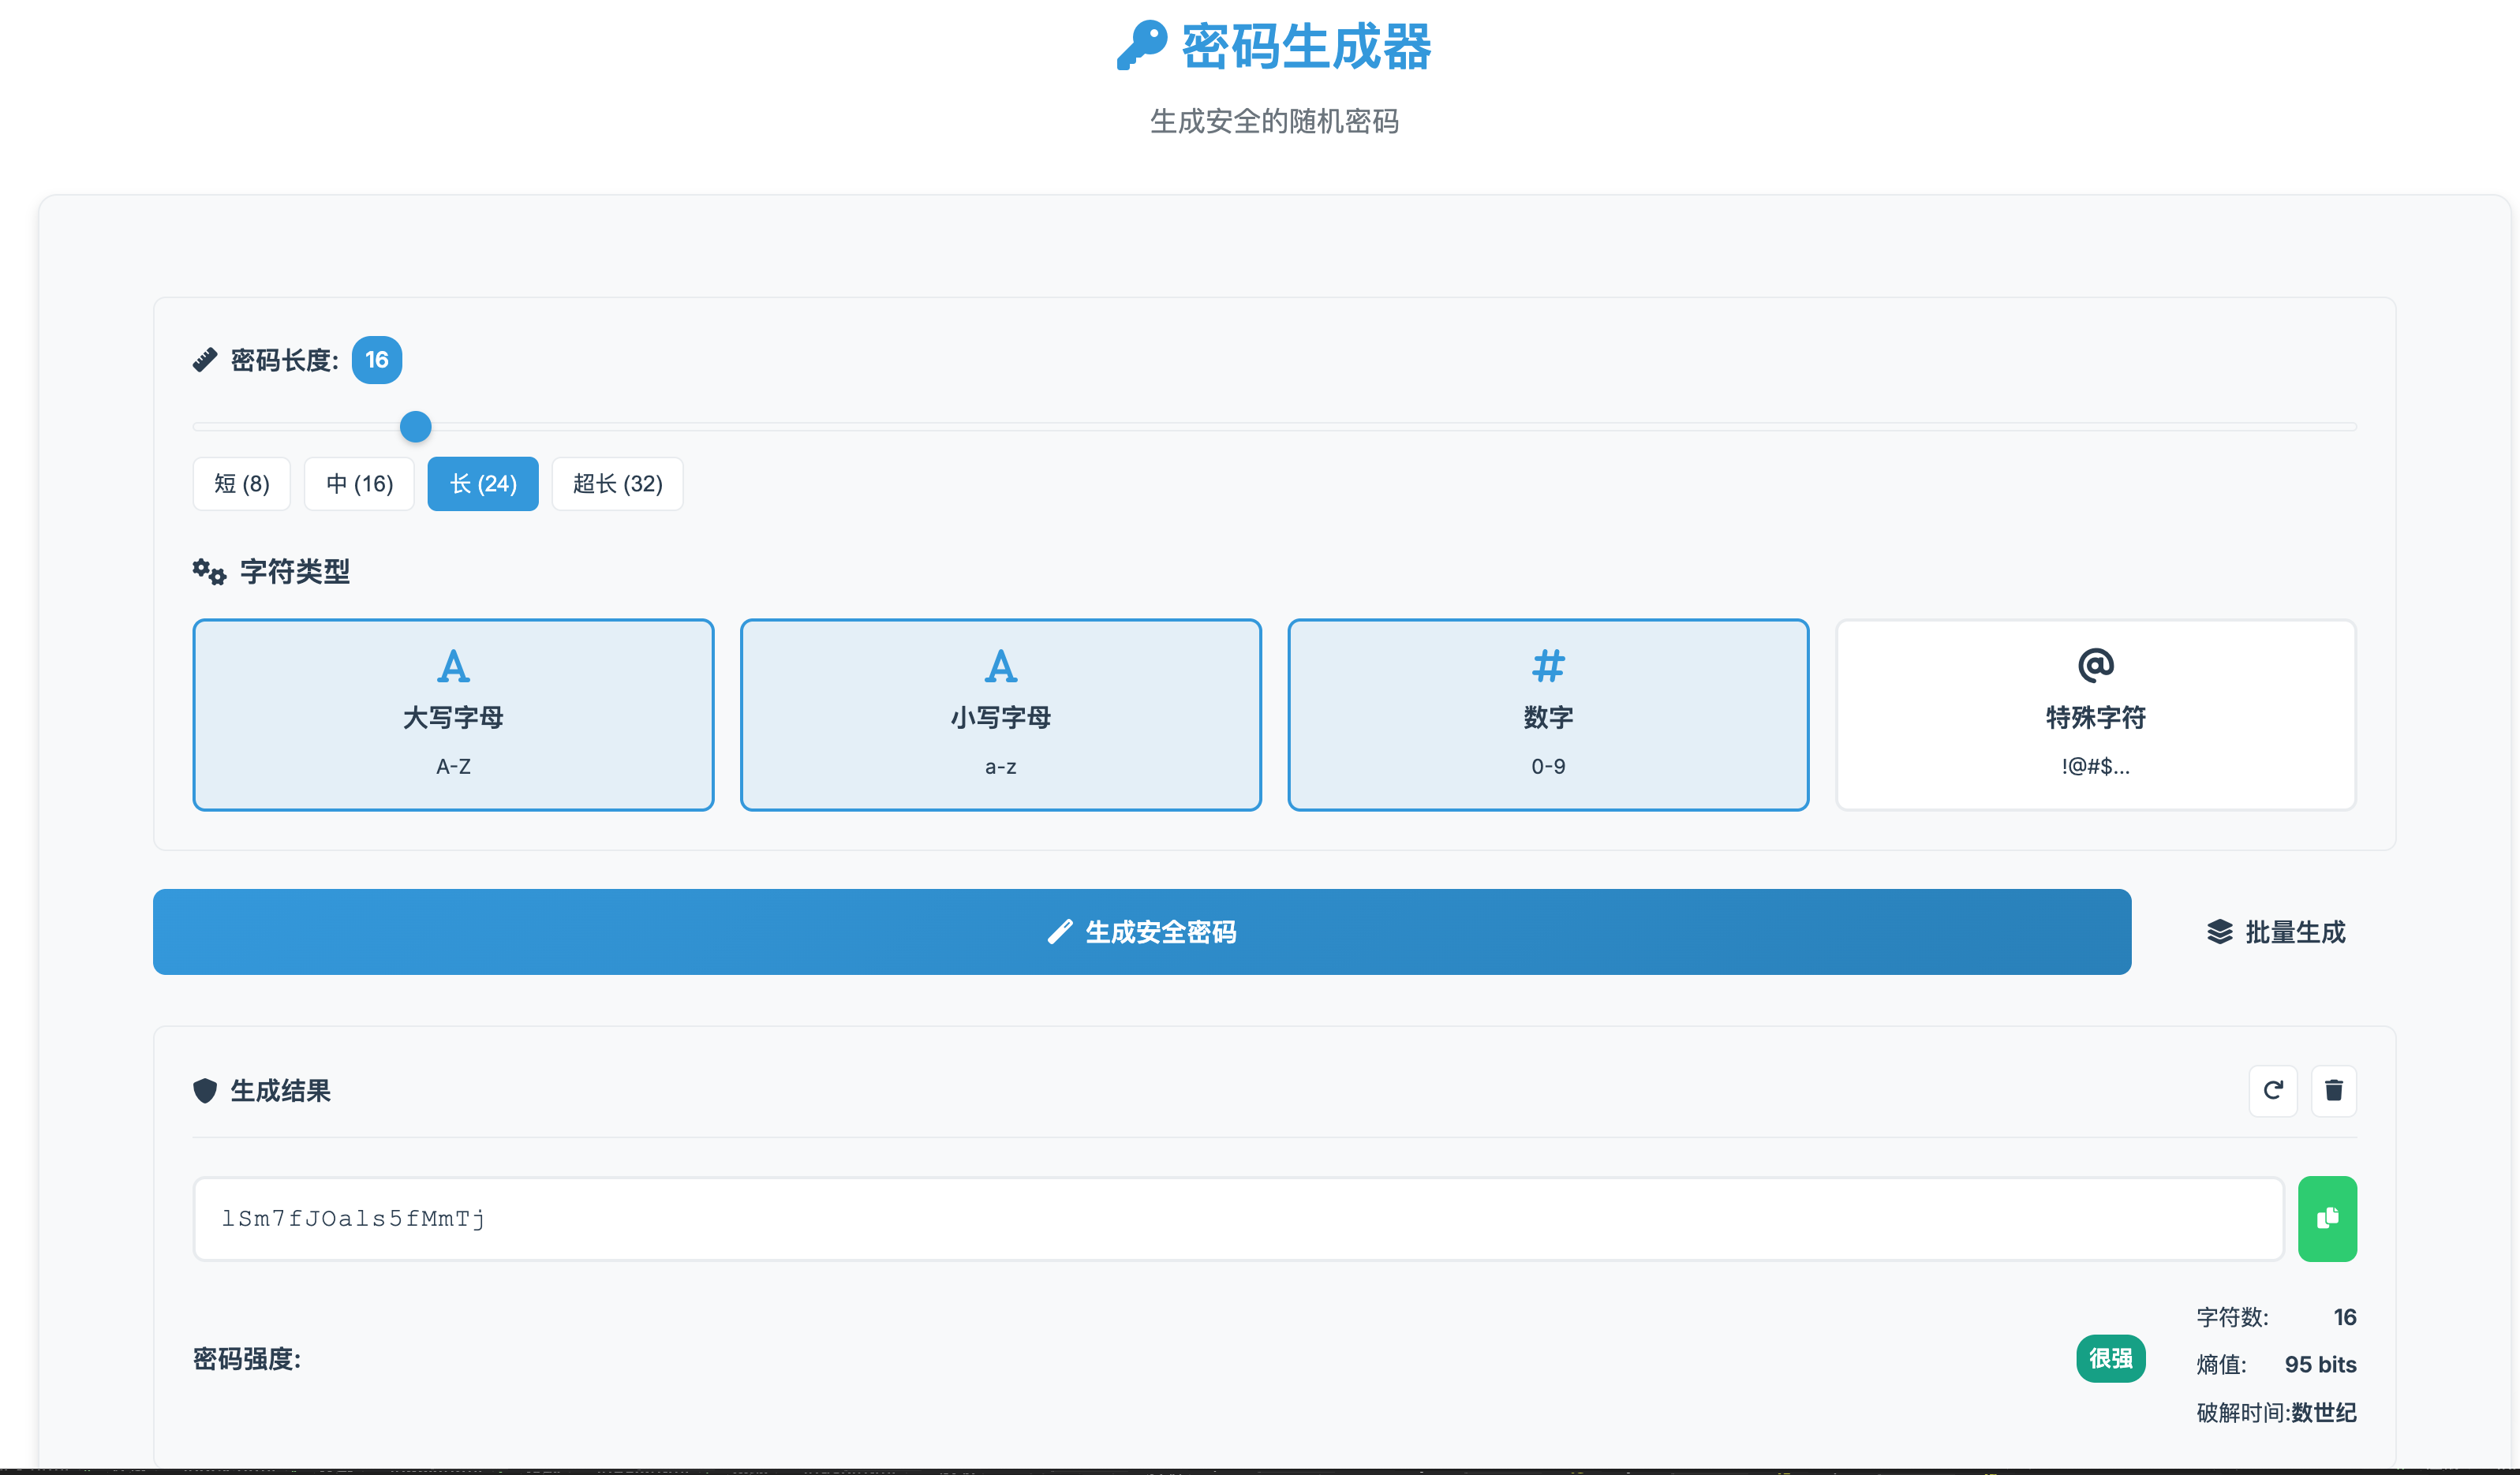 密码生成器
生成安全的随机密码
密码长度: 16
短 (8) 中 (16) 长 (24) 超长 (32)
字符类型
大写字母 小写字母 数字 特殊字符
A-Z a-z 0-9 !@#$...
生成安全密码 批量生成
生成结果
lSm7fJOals5fMmTj
字符数: 16
密码强度: 很强
熵值: 95 bits
破解时间:数世纪